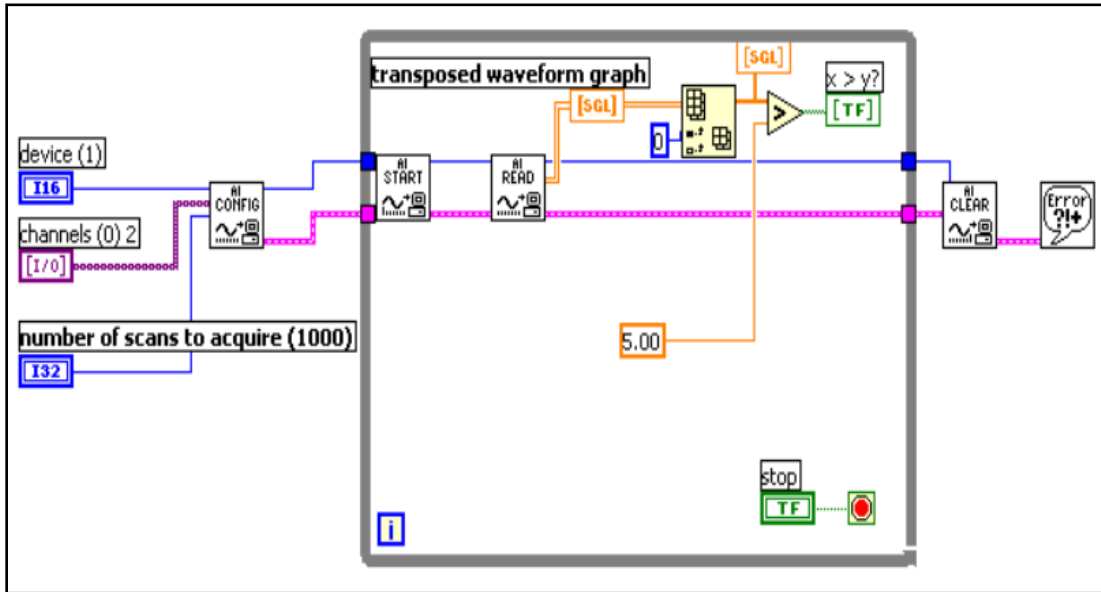 [SGL]
transposed waveform graph
x > y?
[SGL]
>
[TF]
0
device (1)
I16
AI
CONFIG
AI
START
AI
READ
AI
CLEAR
Error
?!+
channels (0) 2
[I/0]
number of scans to acquire (1000)
I32
5.00
stop
TF
i